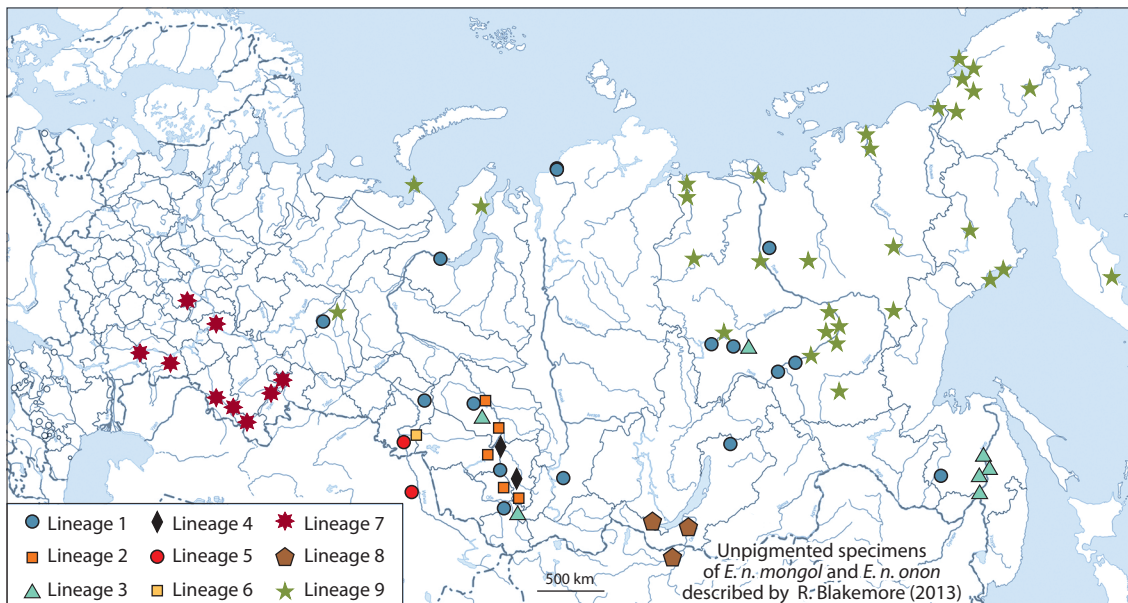 Lineage 1
Lineage 4
Lineage 7
Lineage 2
Lineage 5
Lineage 8
Lineage 3
Lineage 6
Lineage 9
500 km
Unpigmented specimens
of E. n. mongol and E. n. onon
described by R. Blakemore (2013)